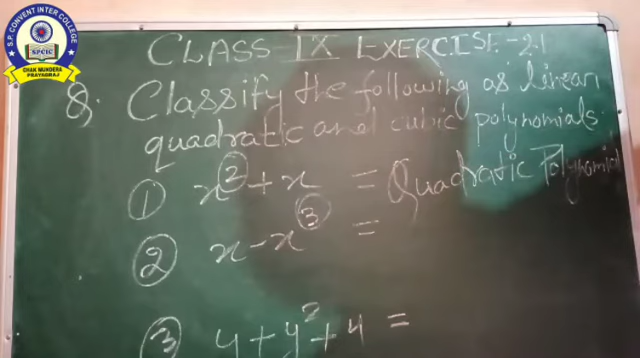 S.P. CONVENT INTER COLLEGE
SPCIC
CHAK MUNDERA
PRAYAGRAJ
CLASS IX EXERCISE-2.1
Q. Classify the following as linear
quadratic and cubic polynomials.
① x²+x = Quadratic Polynomial
② x-x³ =
③ y+y²+4 =